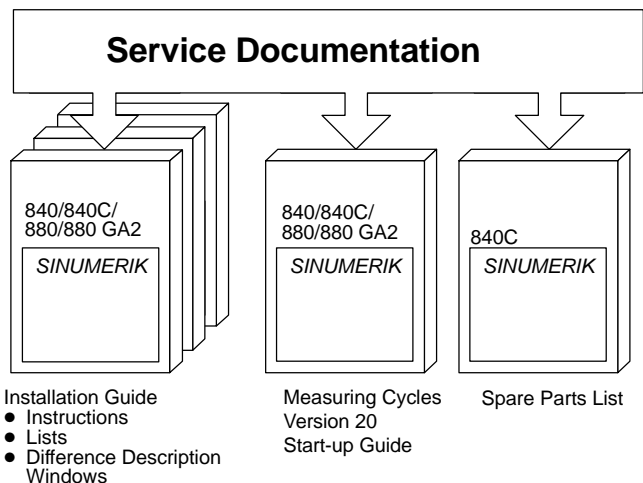 Service Documentation
840/840C/
880/880 GA2
SINUMERIK
840/840C/
880/880 GA2
SINUMERIK
840C
SINUMERIK
Installation Guide
● Instructions
● Lists
● Difference Description
Windows
Measuring Cycles
Version 20
Start-up Guide
Spare Parts List